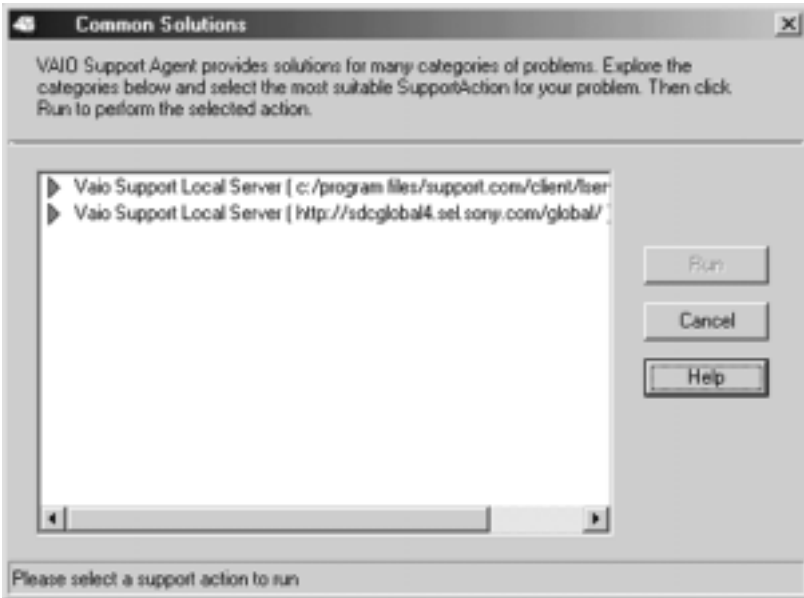 Common Solutions
VAIO Support Agent provides solutions for many categories of problems. Explore the
categories below and select the most suitable SupportAction for your problem. Then click
Run to perform the selected action.
Vaio Support Local Server [ c:/program files/support.com/client/lser
Vaio Support Local Server [ http://sdcglobal4.sel.sony.com/global/ ]
Run
Cancel
Help
Please select a support action to run